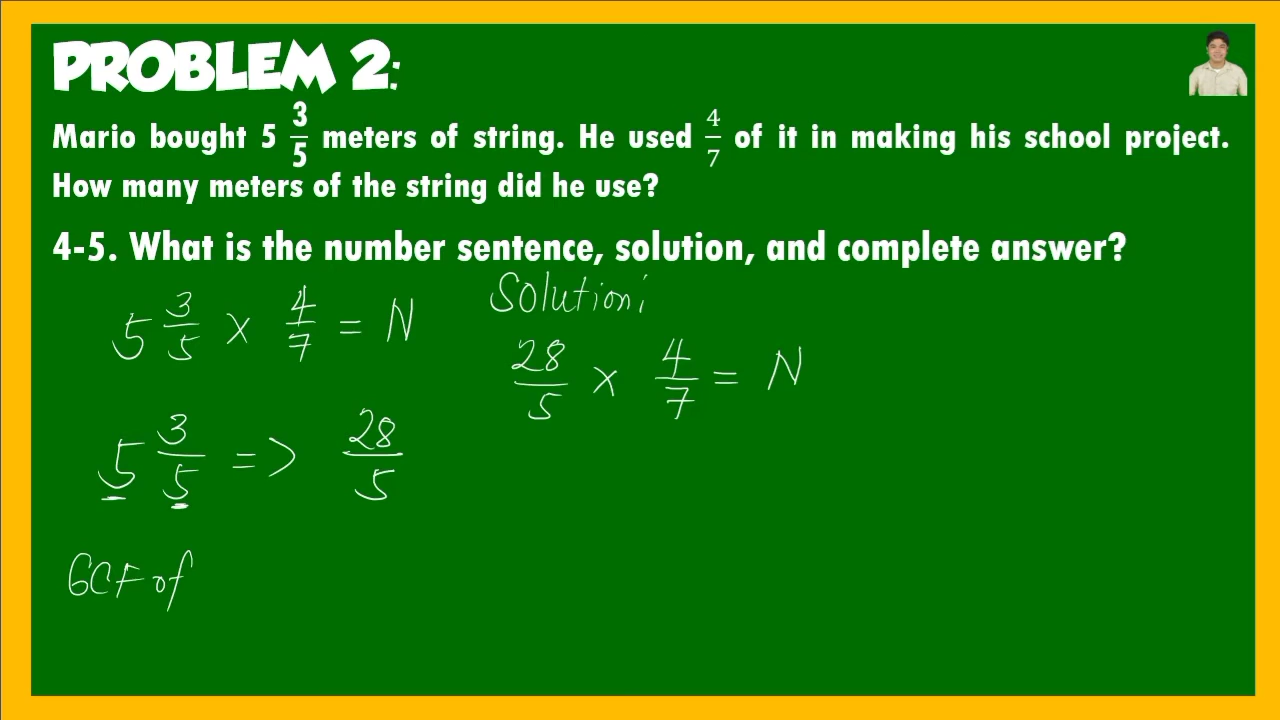 PROBLEM 2:
Mario bought 5 3/5 meters of string. He used 4/7 of it in making his school project.
How many meters of the string did he use?
4-5. What is the number sentence, solution, and complete answer?
5 3/5 x 4/7 = N
Solution:
28/5 x 4/7 = N
5 3/5 => 28/5
GCF of